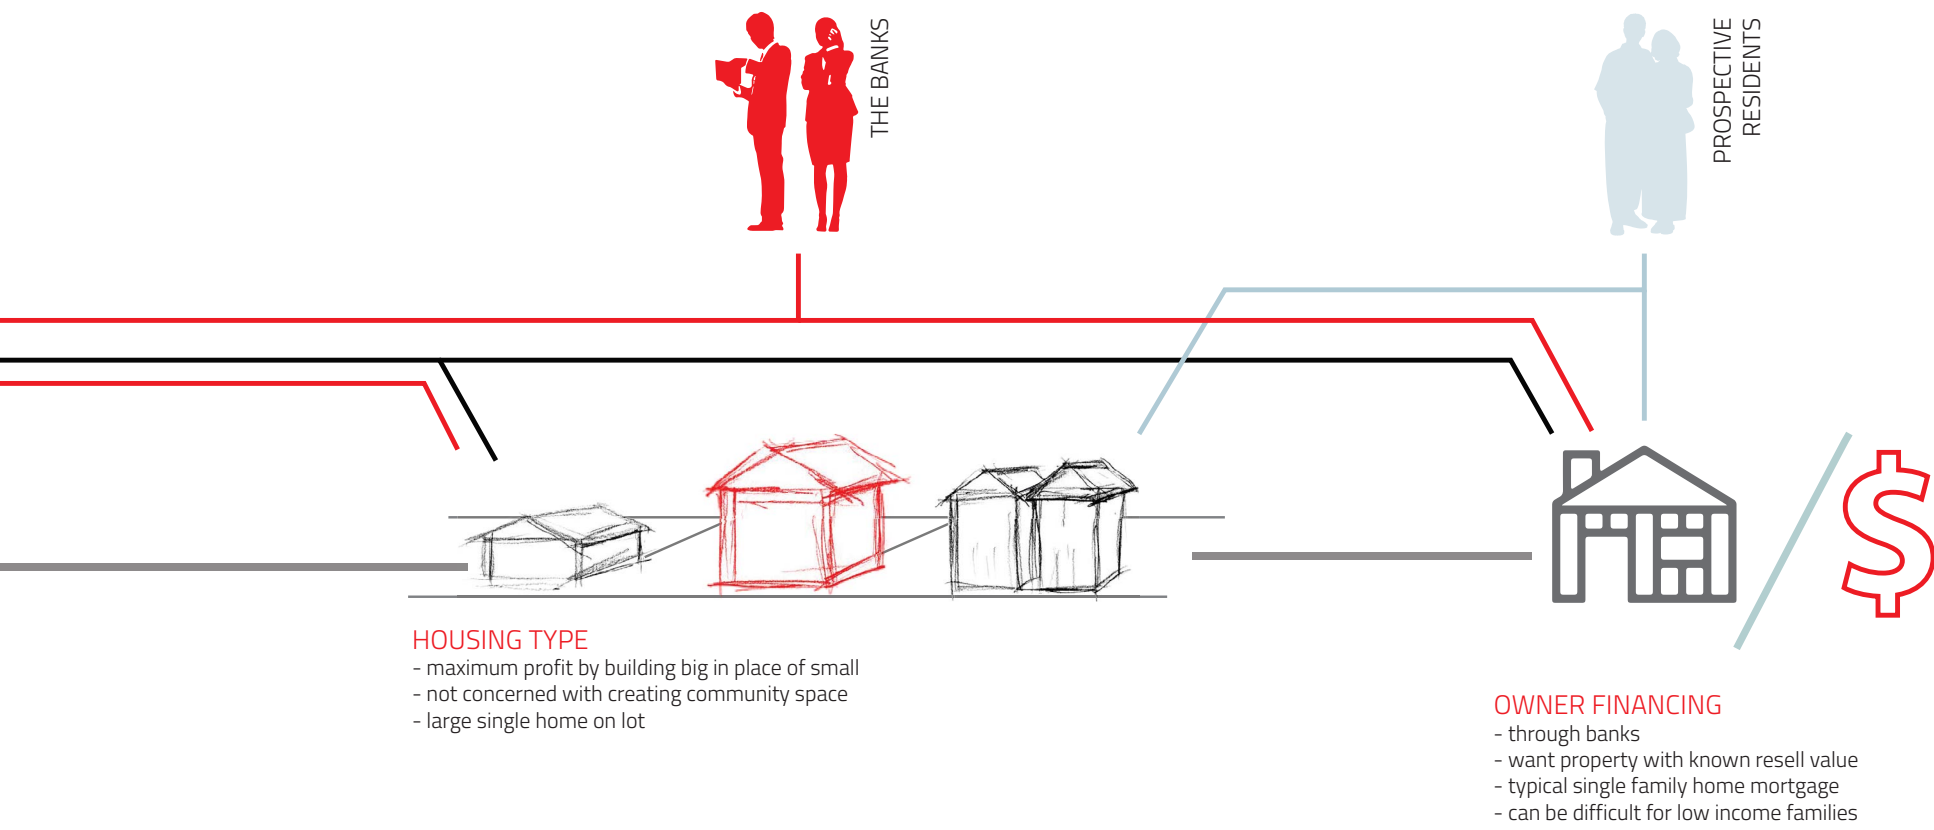 THE BANKS
PROSPECTIVE
RESIDENTS
$
HOUSING TYPE
- maximum profit by building big in place of small
- not concerned with creating community space
- large single home on lot
OWNER FINANCING
- through banks
- want property with known resell value
- typical single family home mortgage
- can be difficult for low income families